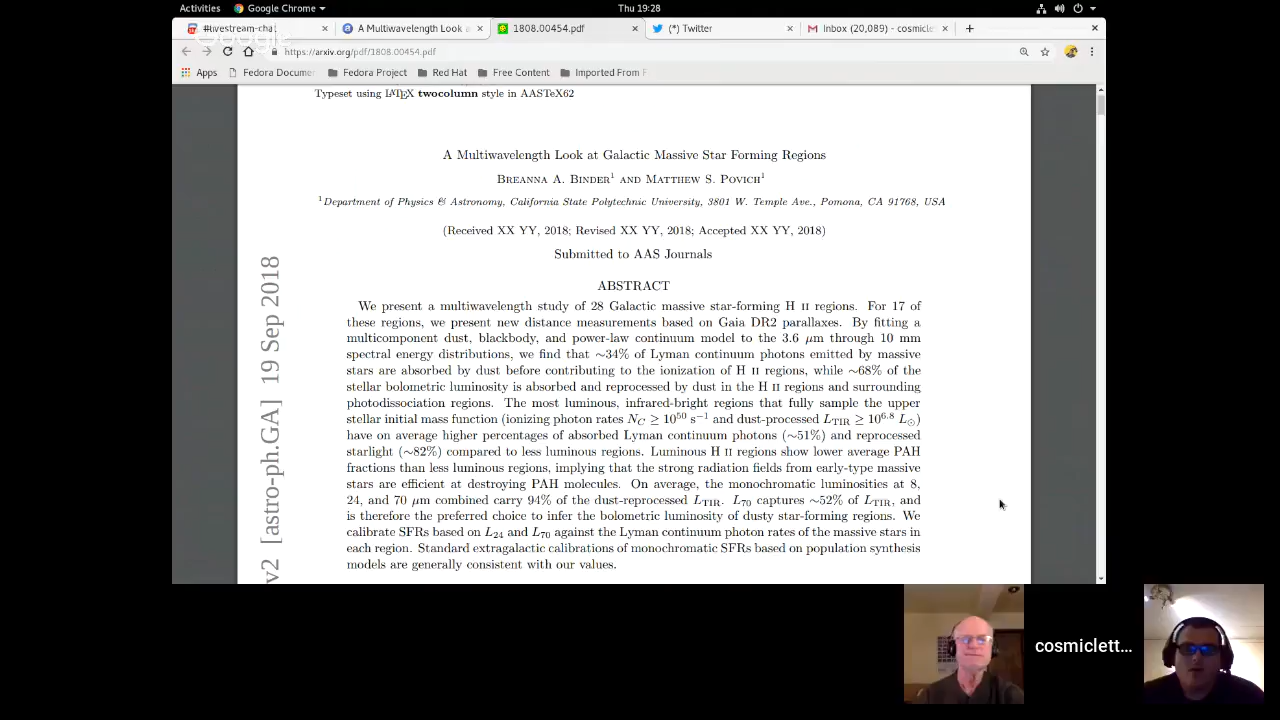 Activities Google Chrome Thu 19:28
#livestream-chat A Multiwavelength Look a 1808.00454.pdf (*) Twitter Inbox (20,089) - cosmicle
https://arxiv.org/pdf/1808.00454.pdf
Apps Fedora Docume Fedora Project Red Hat Free Content Imported From F
Typeset using LATEX twocolumn style in AASTeX62
A Multiwavelength Look at Galactic Massive Star Forming Regions
Breanna A. Binder¹ and Matthew S. Povich¹
¹Department of Physics & Astronomy, California State Polytechnic University, 3801 W. Temple Ave., Pomona, CA 91768, USA
(Received XX YY, 2018; Revised XX YY, 2018; Accepted XX YY, 2018)
Submitted to AAS Journals
ABSTRACT
We present a multiwavelength study of 28 Galactic massive star-forming H II regions. For 17 of
these regions, we present new distance measurements based on Gaia DR2 parallaxes. By fitting a
multicomponent dust, blackbody, and power-law continuum model to the 3.6 μm through 10 mm
spectral energy distributions, we find that ~34% of Lyman continuum photons emitted by massive
stars are absorbed by dust before contributing to the ionization of H II regions, while ~68% of the
stellar bolometric luminosity is absorbed and reprocessed by dust in the H II regions and surrounding
photodissociation regions. The most luminous, infrared-bright regions that fully sample the upper
stellar initial mass function (ionizing photon rates N_C ≥ 10⁵⁰ s⁻¹ and dust-processed L_TIR ≥ 10^6.8 L_⊙)
have on average higher percentages of absorbed Lyman continuum photons (~51%) and reprocessed
starlight (~82%) compared to less luminous regions. Luminous H II regions show lower average PAH
fractions than less luminous regions, implying that the strong radiation fields from early-type massive
stars are efficient at destroying PAH molecules. On average, the monochromatic luminosities at 8,
24, and 70 μm combined carry 94% of the dust-reprocessed L_TIR. L₇₀ captures ~52% of L_TIR, and
is therefore the preferred choice to infer the bolometric luminosity of dusty star-forming regions. We
calibrate SFRs based on L₂₄ and L₇₀ against the Lyman continuum photon rates of the massive stars in
each region. Standard extragalactic calibrations of monochromatic SFRs based on population synthesis
models are generally consistent with our values.
v2 [astro-ph.GA] 19 Sep 2018
cosmiclett...